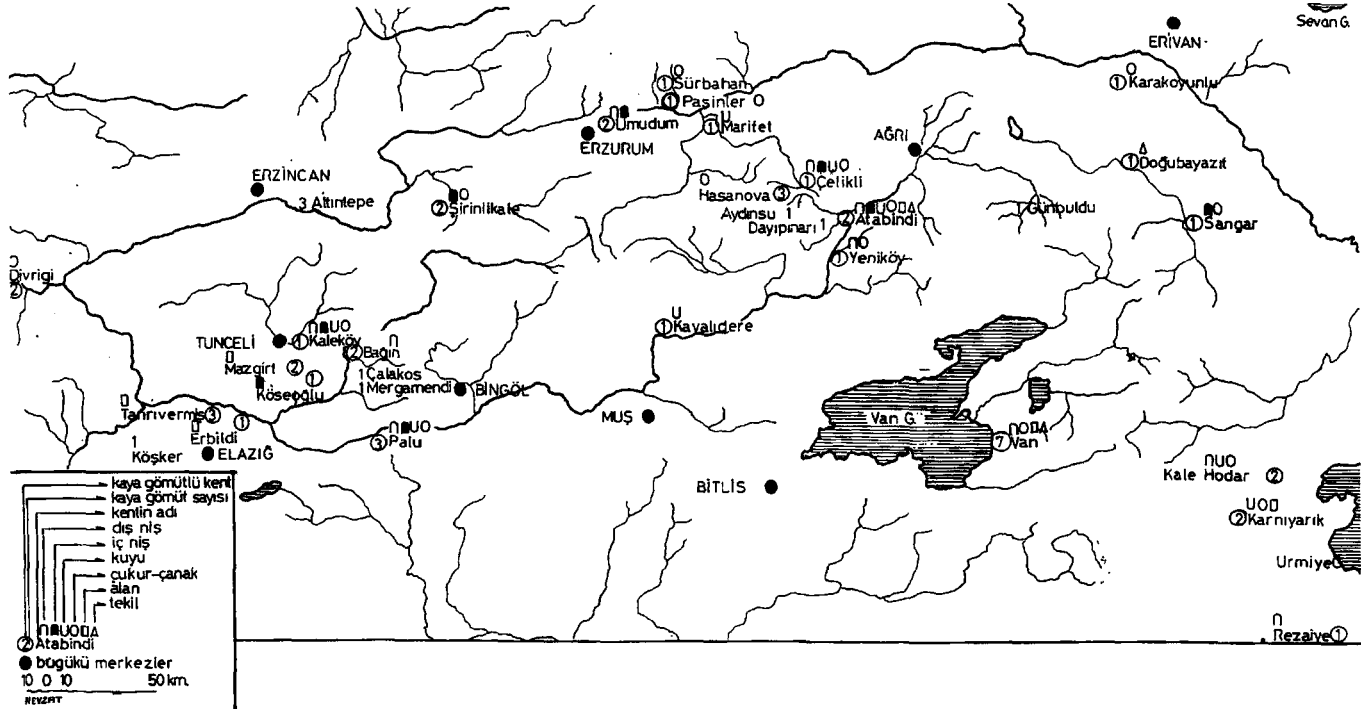 Sevan G.
ERİVAN
Sürbahan
Karakoyunlu
Pasinler
Umudum
Marifet
ERZURUM
AĞRI
Doğubayazıt
Çelikli
ERZİNCAN
Hasanova
3 Altıntepe
Şirinlikale
Aydınsu 1
Atabindi
Günbuldu
Dayıpınarı 1
Sangar
Yeniköy
Divrigi
Kayalıdere
TUNCELİ
Kaleköy
Bağın
Mazgirt
1 Çalakos
1 Mergamendi
BİNGÖL
Köseoğlu
Tanrıvermiş
MUŞ
Van G.
Van
Erbildi
Palu
1
Köşker
ELAZIĞ
Kale Hodar
BİTLİS
Karnıyarık
kaya gömütlü kent
kaya gömüt sayısı
kentin adı
dış niş
iç niş
kuyu
çukur-çanak
alan
tekil
Urmiye G.
Atabindi
Rezaiye
bugükü merkezler
10 0 10 50 km.
NEVZAT